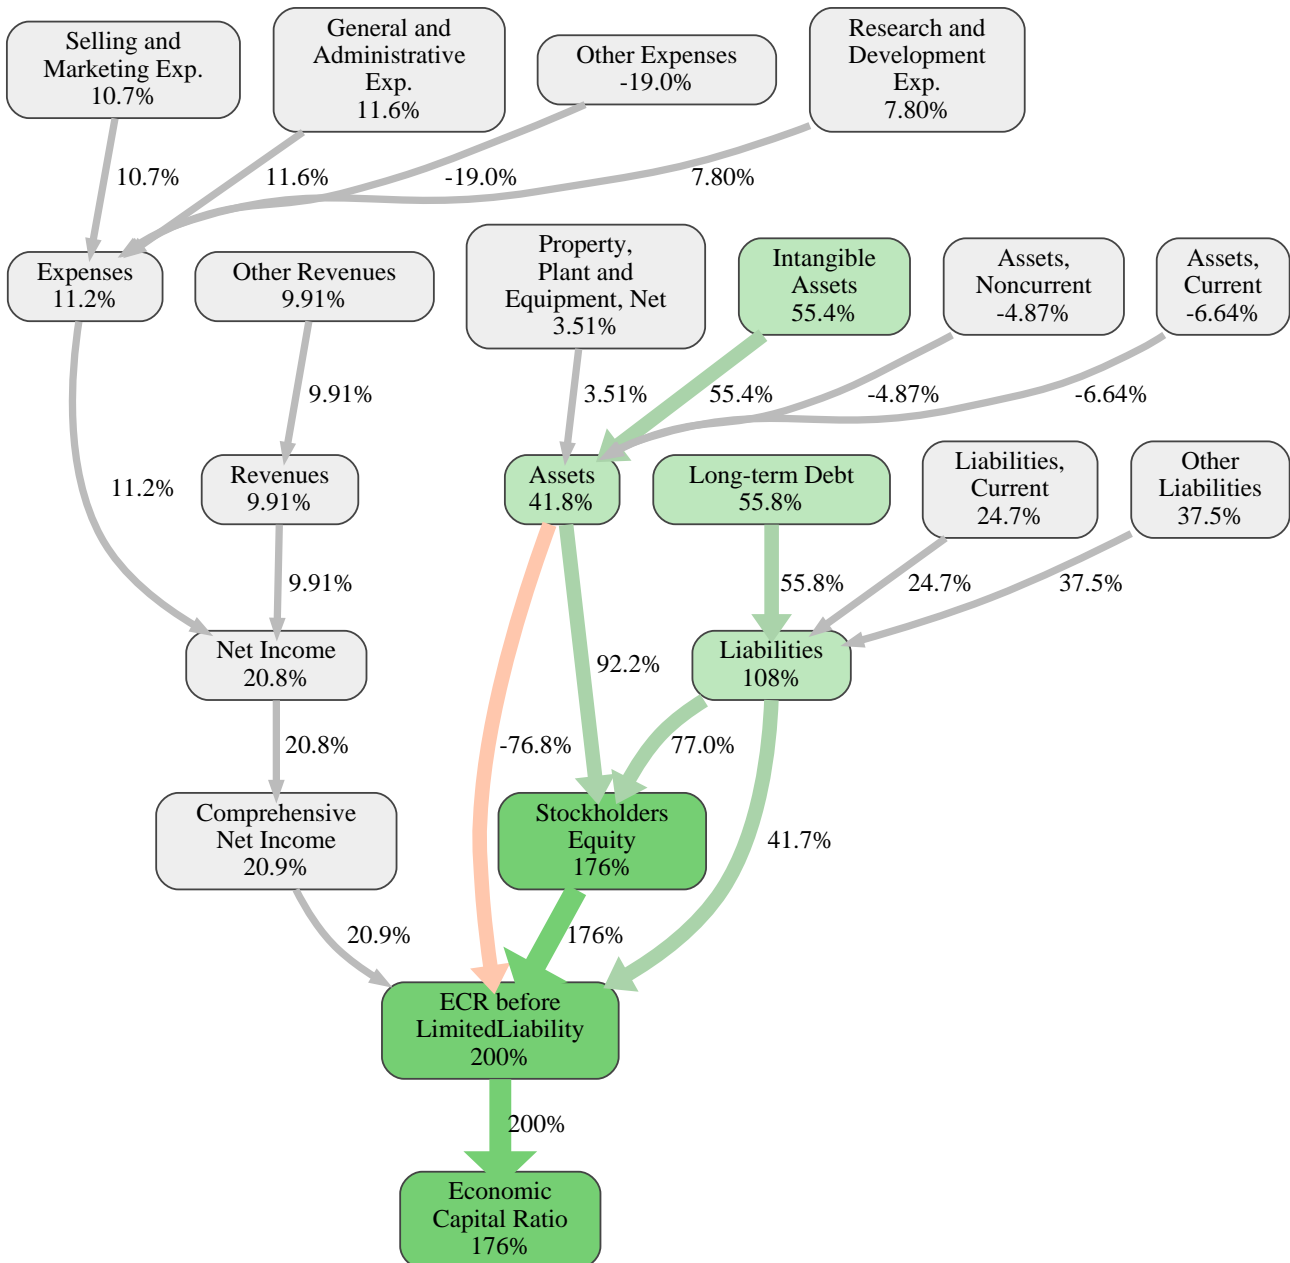 Selling and
Marketing Exp.
10.7%
General and
Administrative
Exp.
11.6%
Other Expenses
-19.0%
Research and
Development
Exp.
7.80%
10.7%
11.6%
-19.0%
7.80%
Expenses
11.2%
Other Revenues
9.91%
Property,
Plant and
Equipment, Net
3.51%
Intangible
Assets
55.4%
Assets,
Noncurrent
-4.87%
Assets,
Current
-6.64%
9.91%
3.51%
55.4%
-4.87%
-6.64%
11.2%
Revenues
9.91%
Assets
41.8%
Long-term Debt
55.8%
Liabilities,
Current
24.7%
Other
Liabilities
37.5%
9.91%
55.8%
24.7%
37.5%
Net Income
20.8%
92.2%
Liabilities
108%
20.8%
-76.8%
77.0%
Comprehensive
Net Income
20.9%
Stockholders
Equity
176%
41.7%
20.9%
176%
ECR before
LimitedLiability
200%
200%
Economic
Capital Ratio
176%